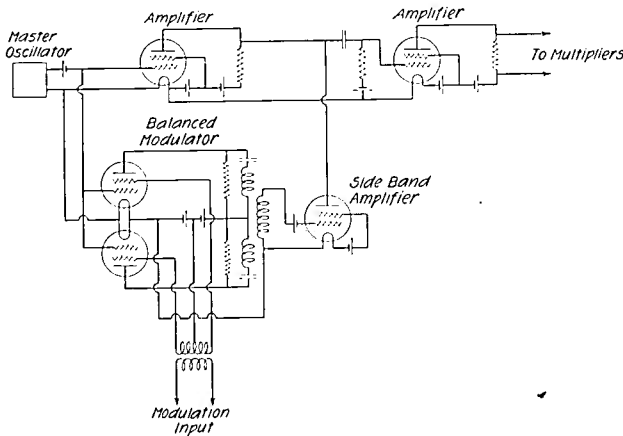 Amplifier
Amplifier
Master
Oscillator
To Multipliers
Balanced
Modulator
Side Band
Amplifier
Modulation
Input